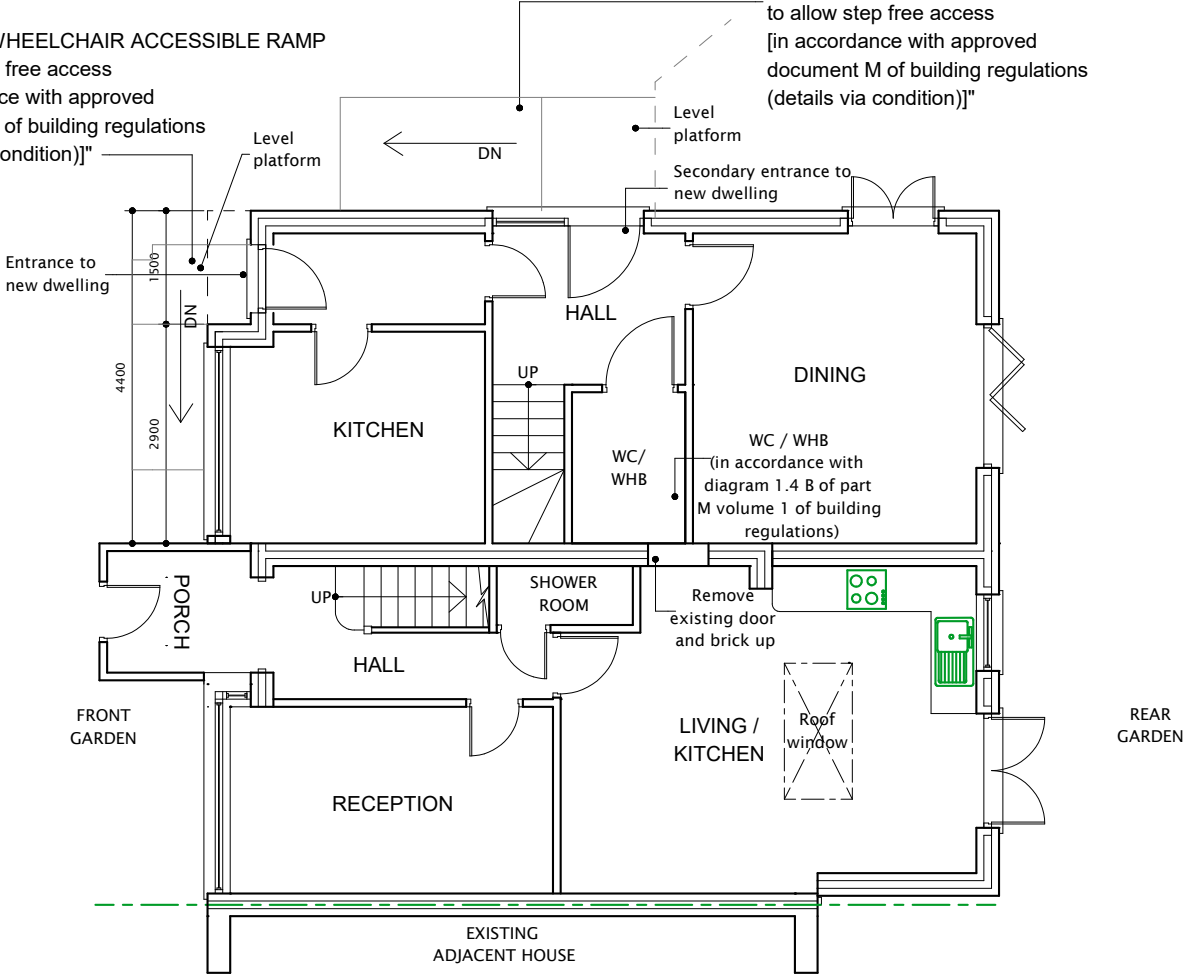 WHEELCHAIR ACCESSIBLE RAMP
free access
ce with approved
of building regulations
ondition)]"
to allow step free access
[in accordance with approved
document M of building regulations
(details via condition)]"
Level
platform
DN
Level
platform
Secondary entrance to
new dwelling
Entrance to
new dwelling
1500
DN
4400
2900
HALL
UP
KITCHEN
DINING
WC/
WHB
WC / WHB
(in accordance with
diagram 1.4 B of part
M volume 1 of building
regulations)
PORCH
UP
SHOWER
ROOM
Remove
existing door
and brick up
HALL
FRONT
GARDEN
LIVING /
KITCHEN
Roof
window
REAR
GARDEN
RECEPTION
EXISTING
ADJACENT HOUSE